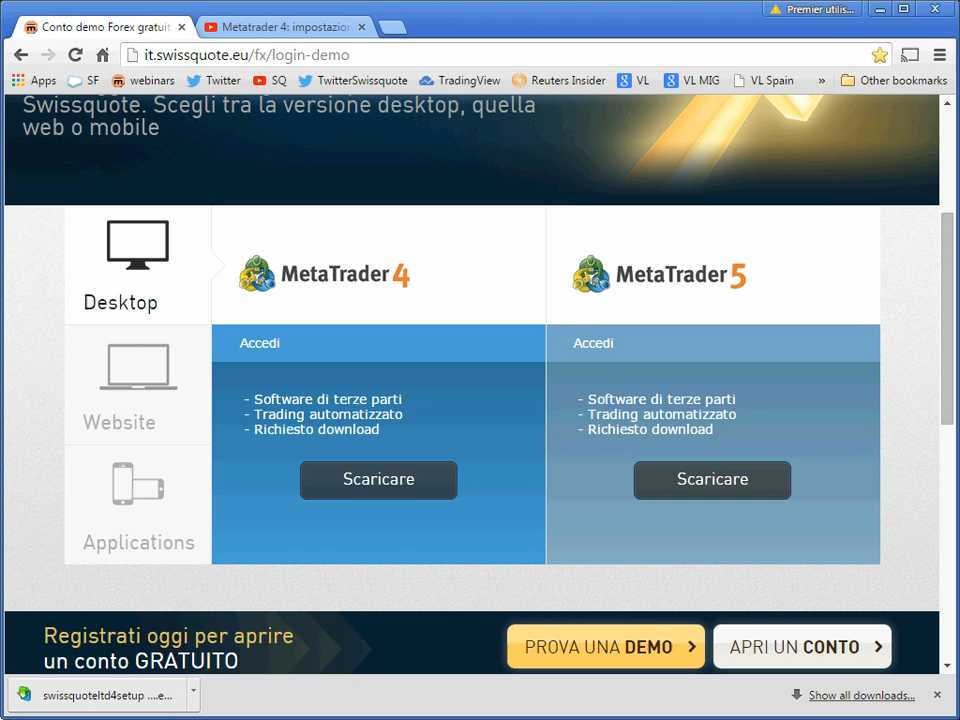 Premier utilis...
Conto demo Forex gratuit
Metatrader 4: impostazion
it.swissquote.eu/fx/login-demo
Apps SF webinars Twitter SQ TwitterSwissquote TradingView Reuters Insider VL VL MIG VL Spain » Other bookmarks
Swissquote. Scegli tra la versione desktop, quella
web o mobile
Desktop
MetaTrader 4
MetaTrader 5
Website
Applications
Accedi
- Software di terze parti
- Trading automatizzato
- Richiesto download
Scaricare
Accedi
- Software di terze parti
- Trading automatizzato
- Richiesto download
Scaricare
Registrati oggi per aprire
un conto GRATUITO
PROVA UNA DEMO
APRI UN CONTO
swissquoteltd4setup ....e...
Show all downloads...